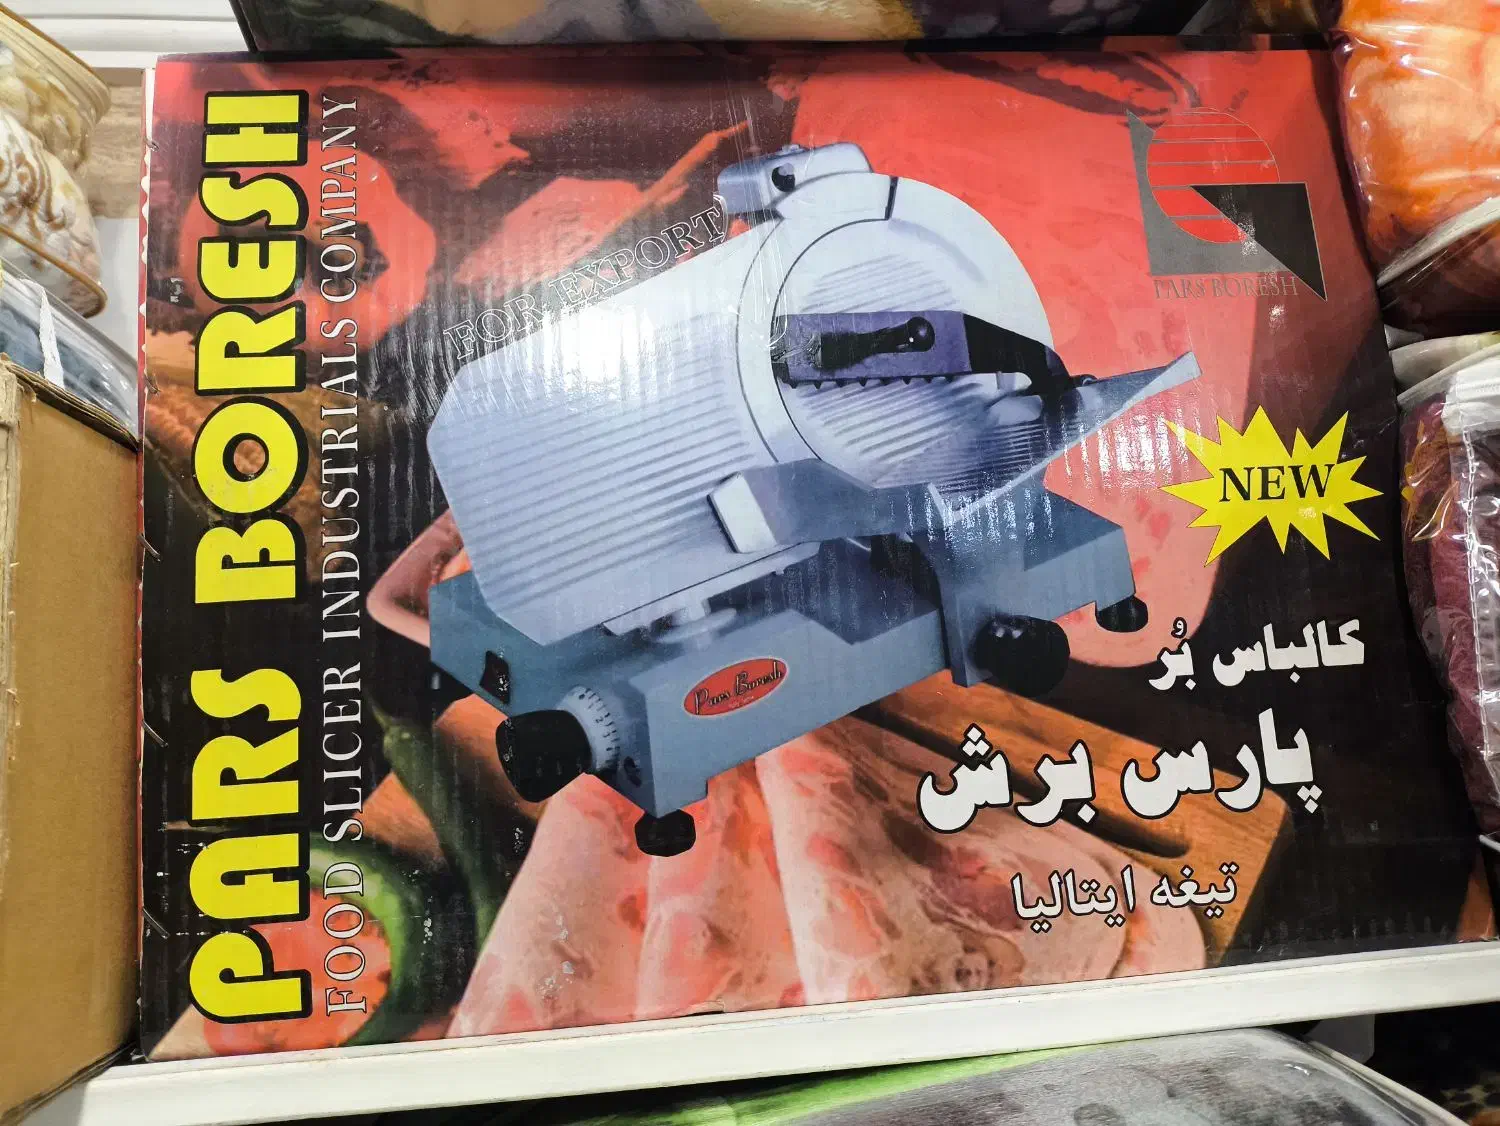 PARS BORESH
FOOD SLICER INDUSTRIALS COMPANY
FOR EXPORT
PARS BORESH
NEW
Pars Boresh
کالباس بُر
پارس برش
تیغه ایتالیا